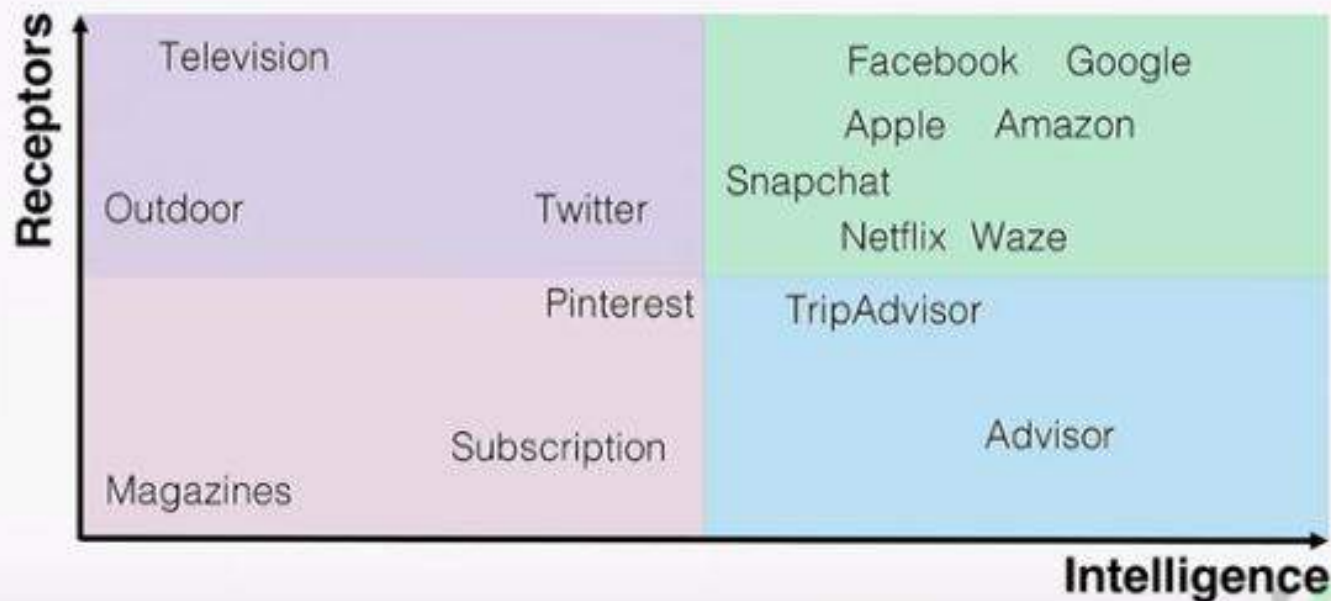 Receptors
Television
Facebook Google
Apple Amazon
Snapchat
Outdoor
Twitter
Netflix Waze
Pinterest
TripAdvisor
Subscription
Advisor
Magazines
Intelligence